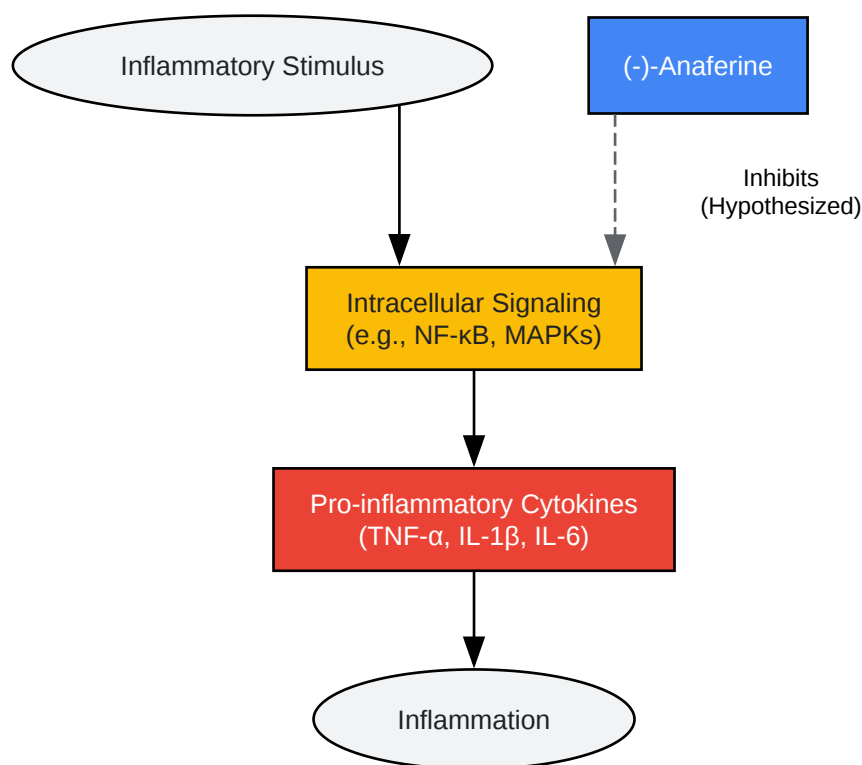 Inflammatory Stimulus
(-)-Anaferine
Inhibits
(Hypothesized)
Intracellular Signaling
(e.g., NF-κB, MAPKs)
Pro-inflammatory Cytokines
(TNF-α, IL-1β, IL-6)
Inflammation